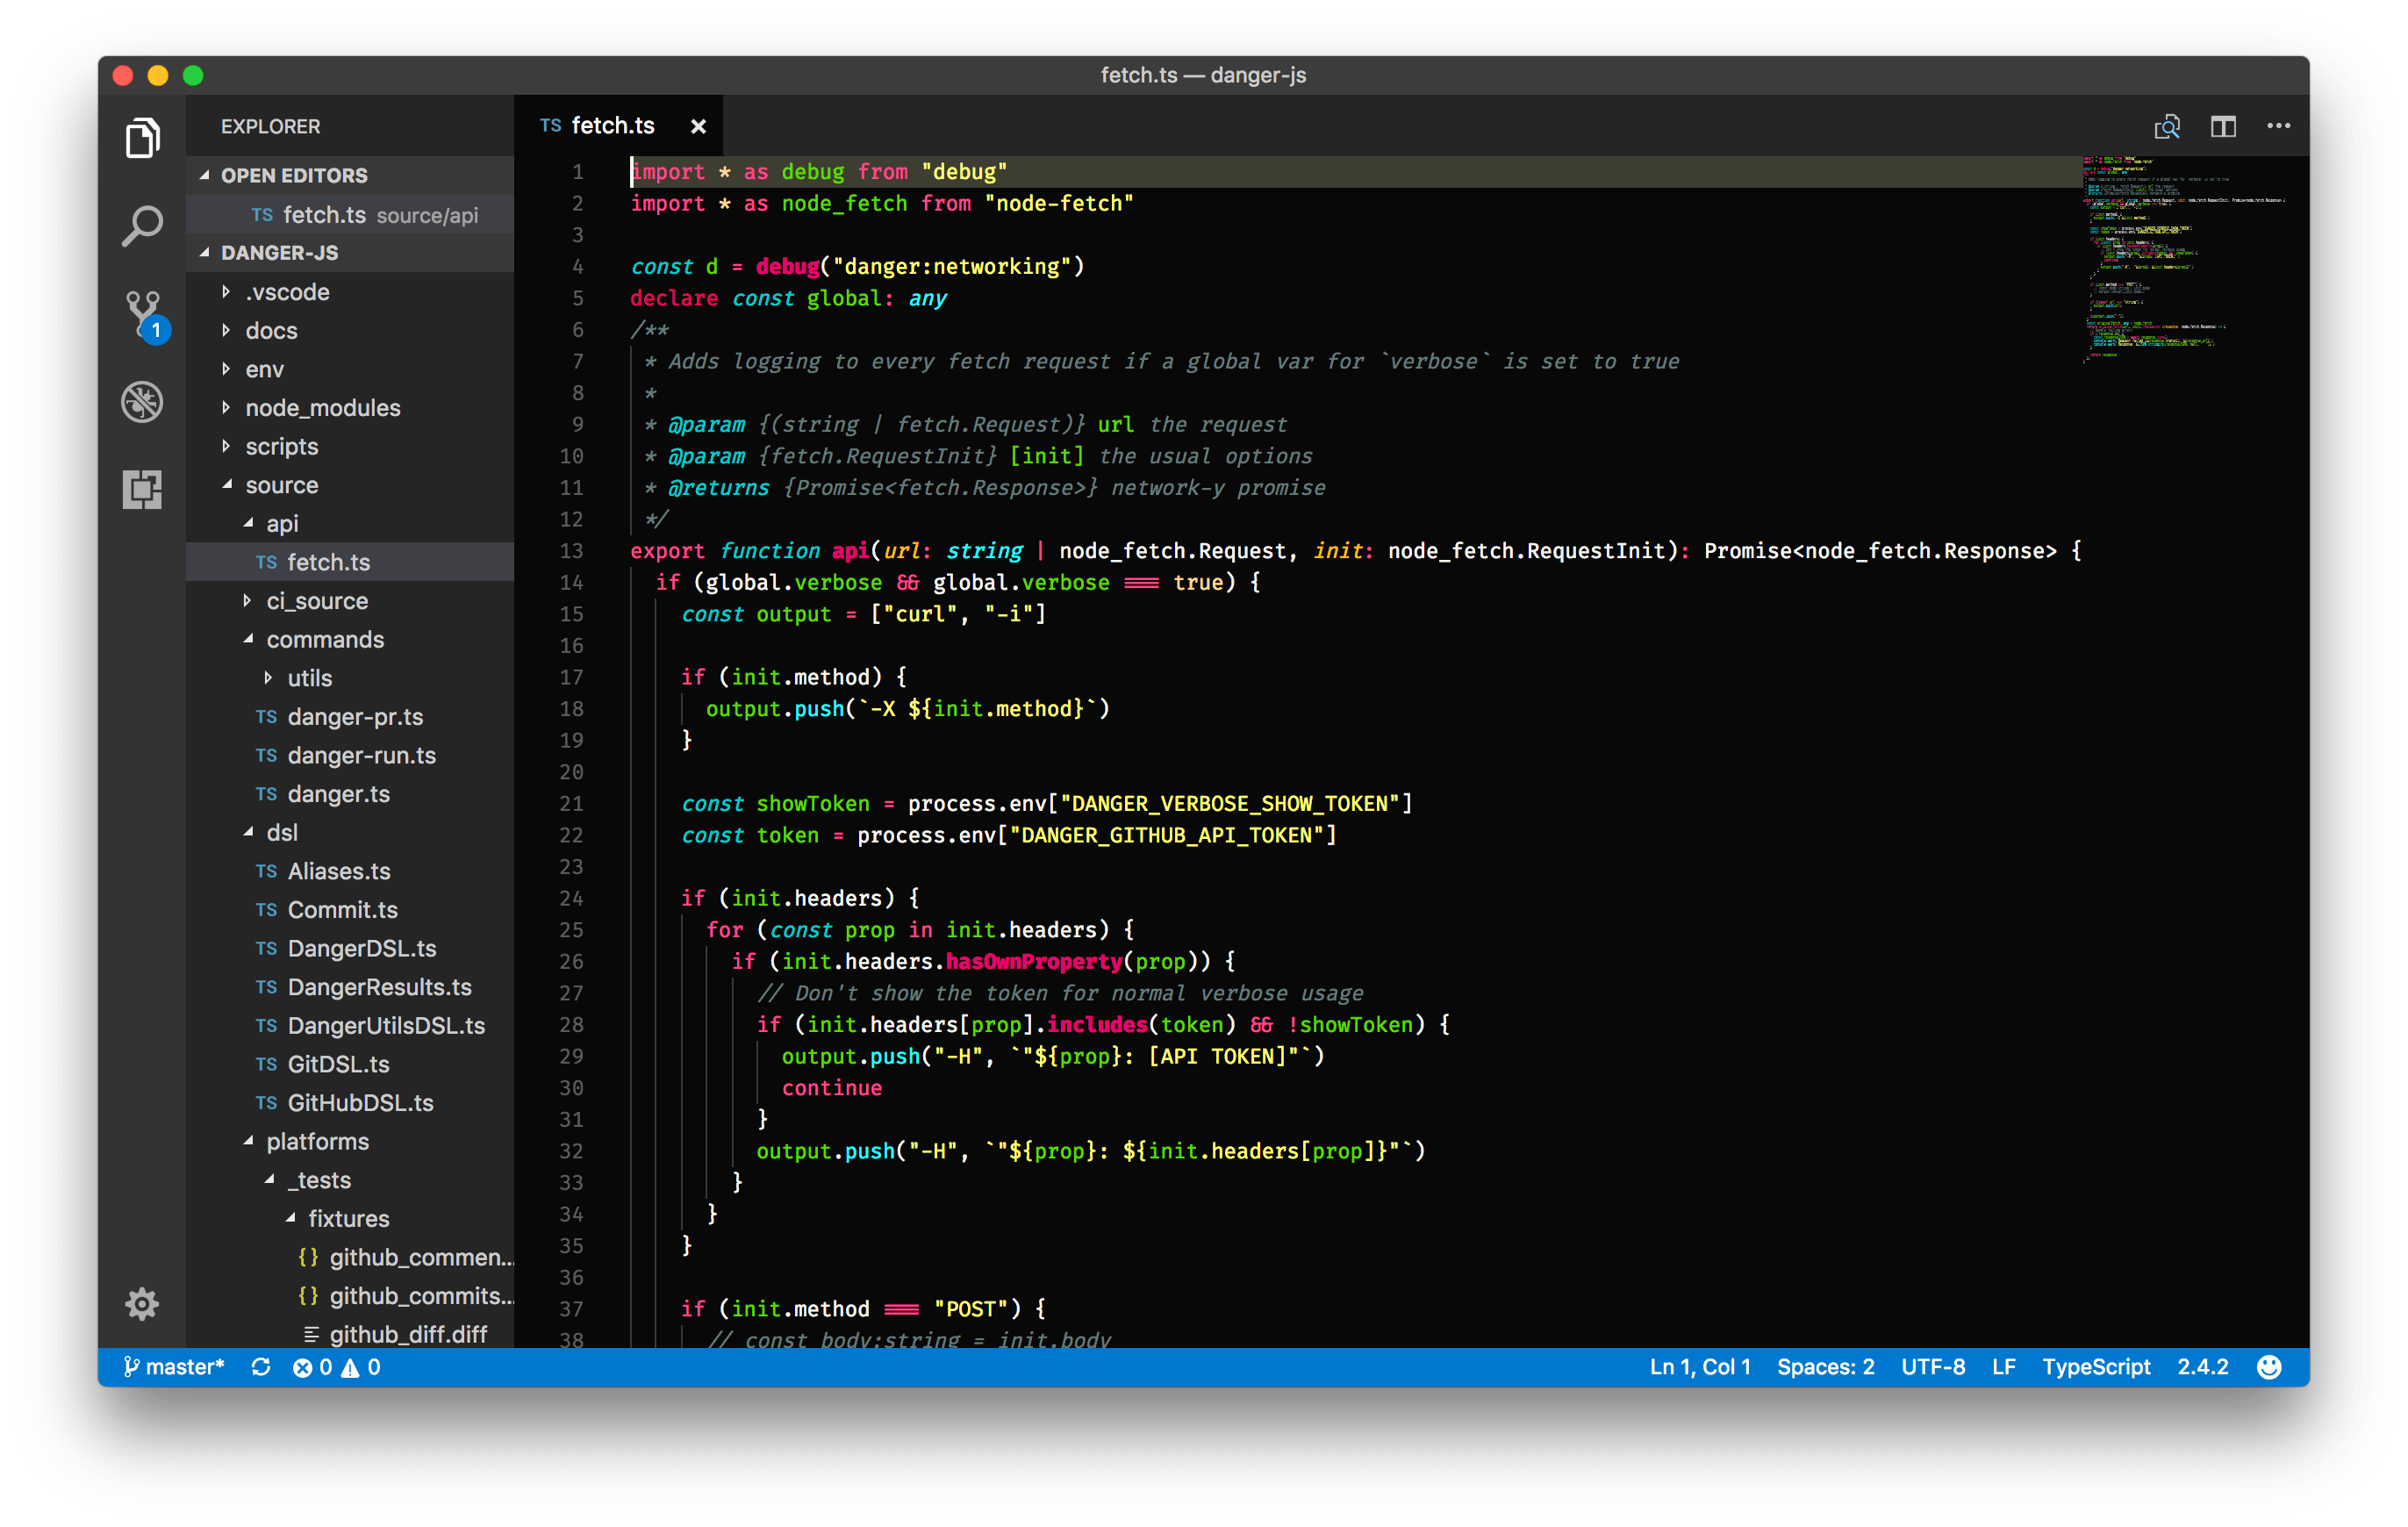 fetch.ts — danger-js
EXPLORER
OPEN EDITORS
TS fetch.ts source/api
DANGER-JS
.vscode
docs
env
node_modules
scripts
source
api
TS fetch.ts
ci_source
commands
utils
TS danger-pr.ts
TS danger-run.ts
TS danger.ts
dsl
TS Aliases.ts
TS Commit.ts
TS DangerDSL.ts
TS DangerResults.ts
TS DangerUtilsDSL.ts
TS GitDSL.ts
TS GitHubDSL.ts
platforms
_tests
fixtures
{} github_commen...
{} github_commits...
github_diff.diff
1
TS fetch.ts ×
1 import * as debug from "debug"
2 import * as node_fetch from "node-fetch"
3
4 const d = debug("danger:networking")
5 declare const global: any
6 /**
7 * Adds logging to every fetch request if a global var for `verbose` is set to true
8 *
9 * @param {(string | fetch.Request)} url the request
10 * @param {fetch.RequestInit} [init] the usual options
11 * @returns {Promise<fetch.Response>} network-y promise
12 */
13 export function api(url: string | node_fetch.Request, init: node_fetch.RequestInit): Promise<node_fetch.Response> {
14 if (global.verbose && global.verbose === true) {
15 const output = ["curl", "-i"]
16
17 if (init.method) {
18 output.push(`-X ${init.method}`)
19 }
20
21 const showToken = process.env["DANGER_VERBOSE_SHOW_TOKEN"]
22 const token = process.env["DANGER_GITHUB_API_TOKEN"]
23
24 if (init.headers) {
25 for (const prop in init.headers) {
26 if (init.headers.hasOwnProperty(prop)) {
27 // Don't show the token for normal verbose usage
28 if (init.headers[prop].includes(token) && !showToken) {
29 output.push("-H", `"${prop}: [API TOKEN]"`)
30 continue
31 }
32 output.push("-H", `"${prop}: ${init.headers[prop]}"`)
33 }
34 }
35 }
36
37 if (init.method === "POST") {
38 // const body:string = init.body
master* 0 0
Ln 1, Col 1 Spaces: 2 UTF-8 LF TypeScript 2.4.2